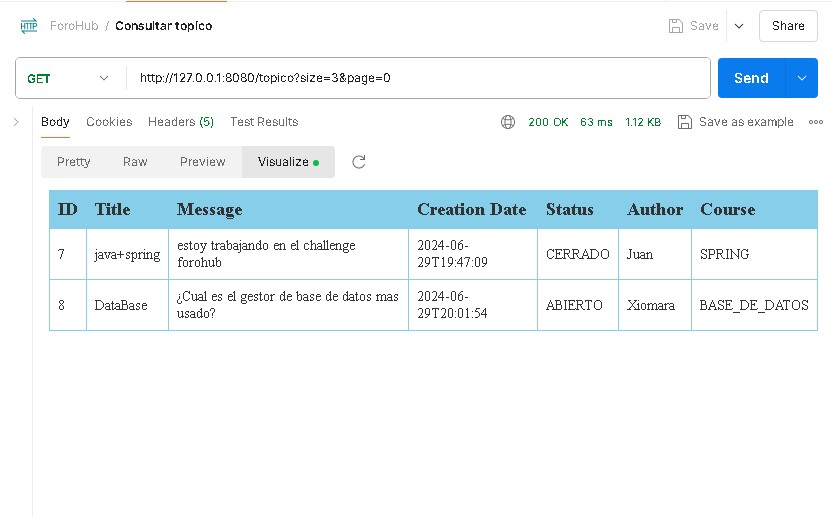 HTTP ForoHub / Consultar topíco Save Share
GET http://127.0.0.1:8080/topico?size=3&page=0 Send
Body Cookies Headers (5) Test Results 200 OK 63 ms 1.12 KB Save as example
Pretty Raw Preview Visualize
ID Title Message Creation Date Status Author Course
7 java+spring estoy trabajando en el challenge forohub 2024-06-29T19:47:09 CERRADO Juan SPRING
8 DataBase ¿Cual es el gestor de base de datos mas usado? 2024-06-29T20:01:54 ABIERTO Xiomara BASE_DE_DATOS